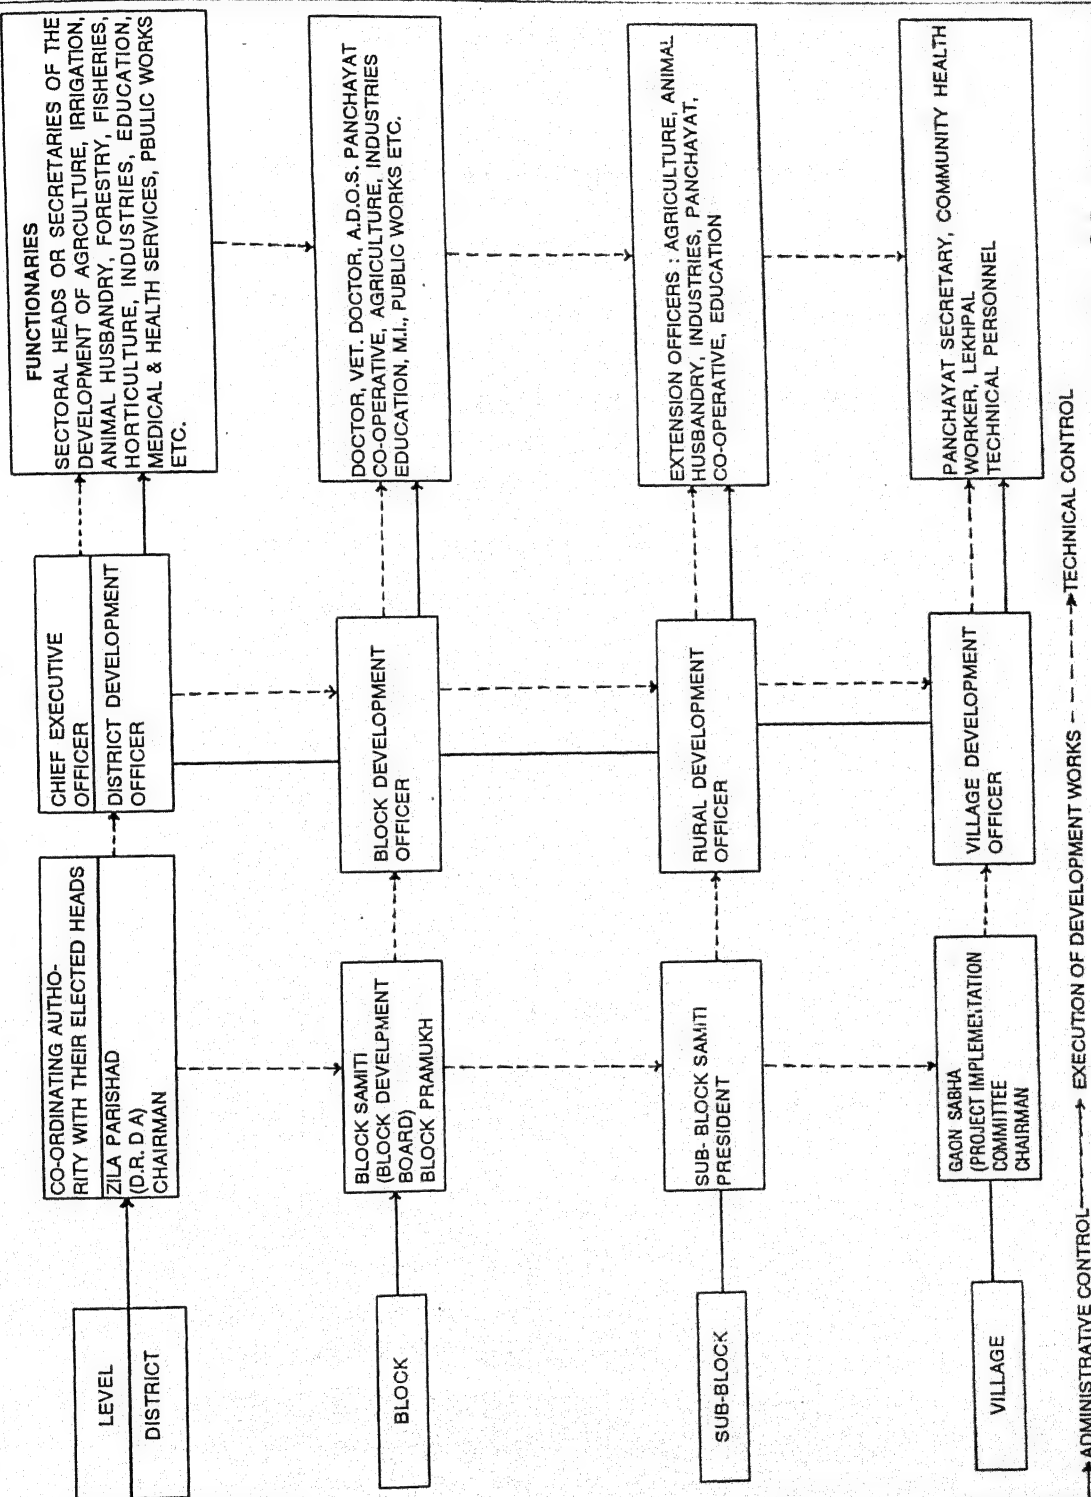 LEVEL
DISTRICT
CO-ORDINATING AUTHO-
RITY WITH THEIR ELECTED HEADS
ZILA PARISHAD
(D.R. D A)
CHAIRMAN
CHIEF EXECUTIVE
OFFICER
DISTRICT DEVELOPMENT
OFFICER
FUNCTIONARIES
SECTORAL HEADS OR SECRETARIES OF THE
DEVELOPMENT OF AGRCULTURE, IRRIGATION,
ANIMAL HUSBANDRY, FORESTRY, FISHERIES,
HORTICULTURE, INDUSTRIES, EDUCATION,
MEDICAL & HEALTH SERVICES, PBULIC WORKS
ETC.
BLOCK
BLOCK SAMITI
(BLOCK DEVELPMENT
BOARD)
BLOCK PRAMUKH
BLOCK DEVELOPMENT
OFFICER
DOCTOR, VET. DOCTOR, A.D.O.S. PANCHAYAT
CO-OPERATIVE, AGRICULTURE, INDUSTRIES
EDUCATION, M.I., PUBLIC WORKS ETC.
SUB-BLOCK
SUB- BLOCK SAMITI
PRESIDENT
RURAL DEVELOPMENT
OFFICER
EXTENSION OFFICERS : AGRICULTURE, ANIMAL
HUSBANDRY, INDUSTRIES, PANCHAYAT,
CO-OPERATIVE, EDUCATION
VILLAGE
GAON SABHA
(PROJECT IMPLEMENTATION
COMMITTEE
CHAIRMAN
VILLAGE DEVELOPMENT
OFFICER
PANCHAYAT SECRETARY, COMMUNITY HEALTH
WORKER, LEKHPAL
TECHNICAL PERSONNEL
ADMINISTRATIVE CONTROL EXECUTION OF DEVELOPMENT WORKS TECHNICAL CONTROL